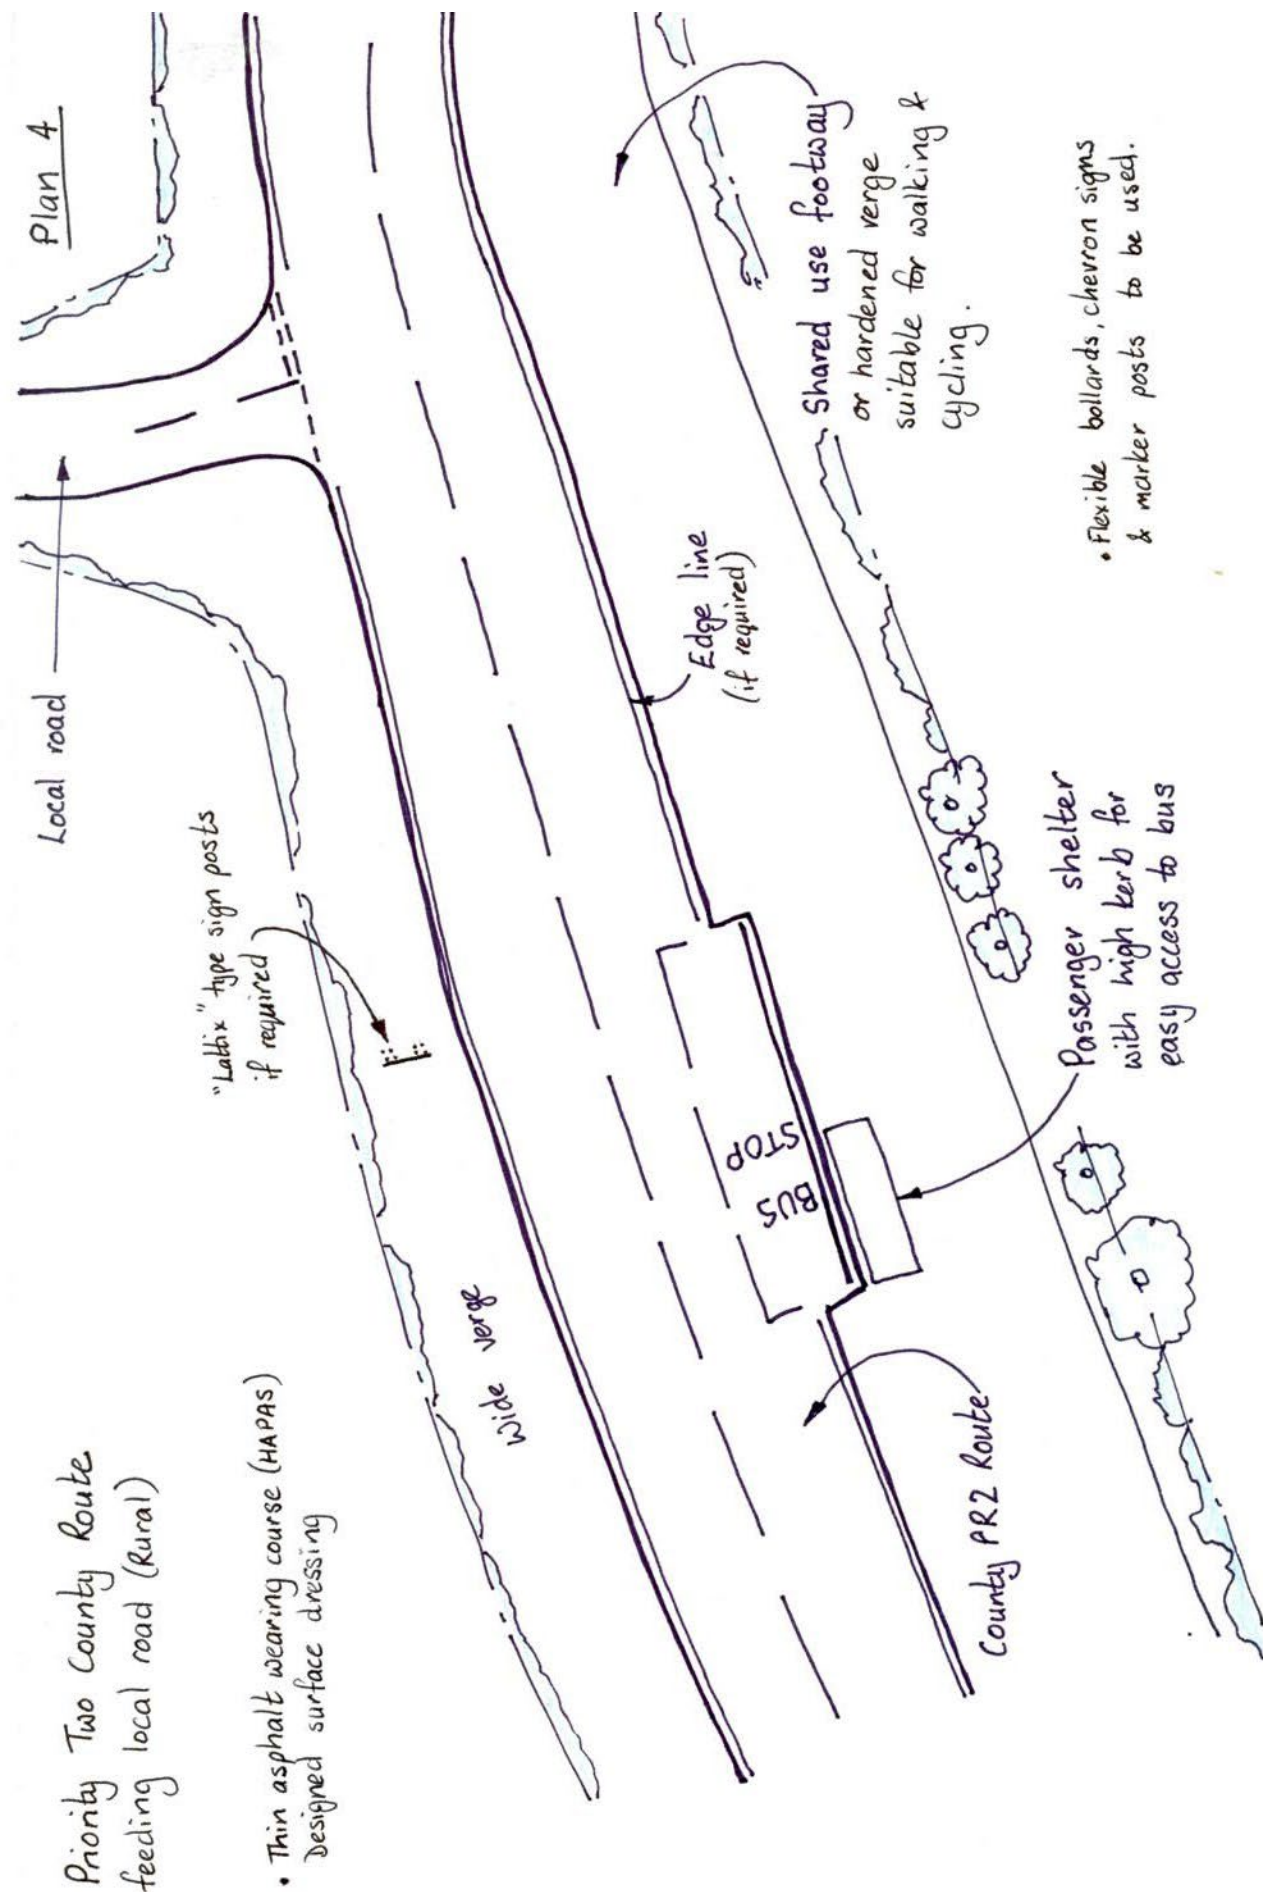 Plan 4
Priority Two County Route
feeding local road (Rural)
• Thin asphalt wearing course (HAPAS)
Designed surface dressing
Local road
"Lattix" type sign posts
if required
Wide verge
BUS
STOP
Edge line
(if required)
Shared use footway
or hardened verge
suitable for walking &
cycling.
County PR2 Route
Passenger shelter
with high kerb for
easy access to bus
• Flexible bollards, chevron signs
& marker posts to be used.